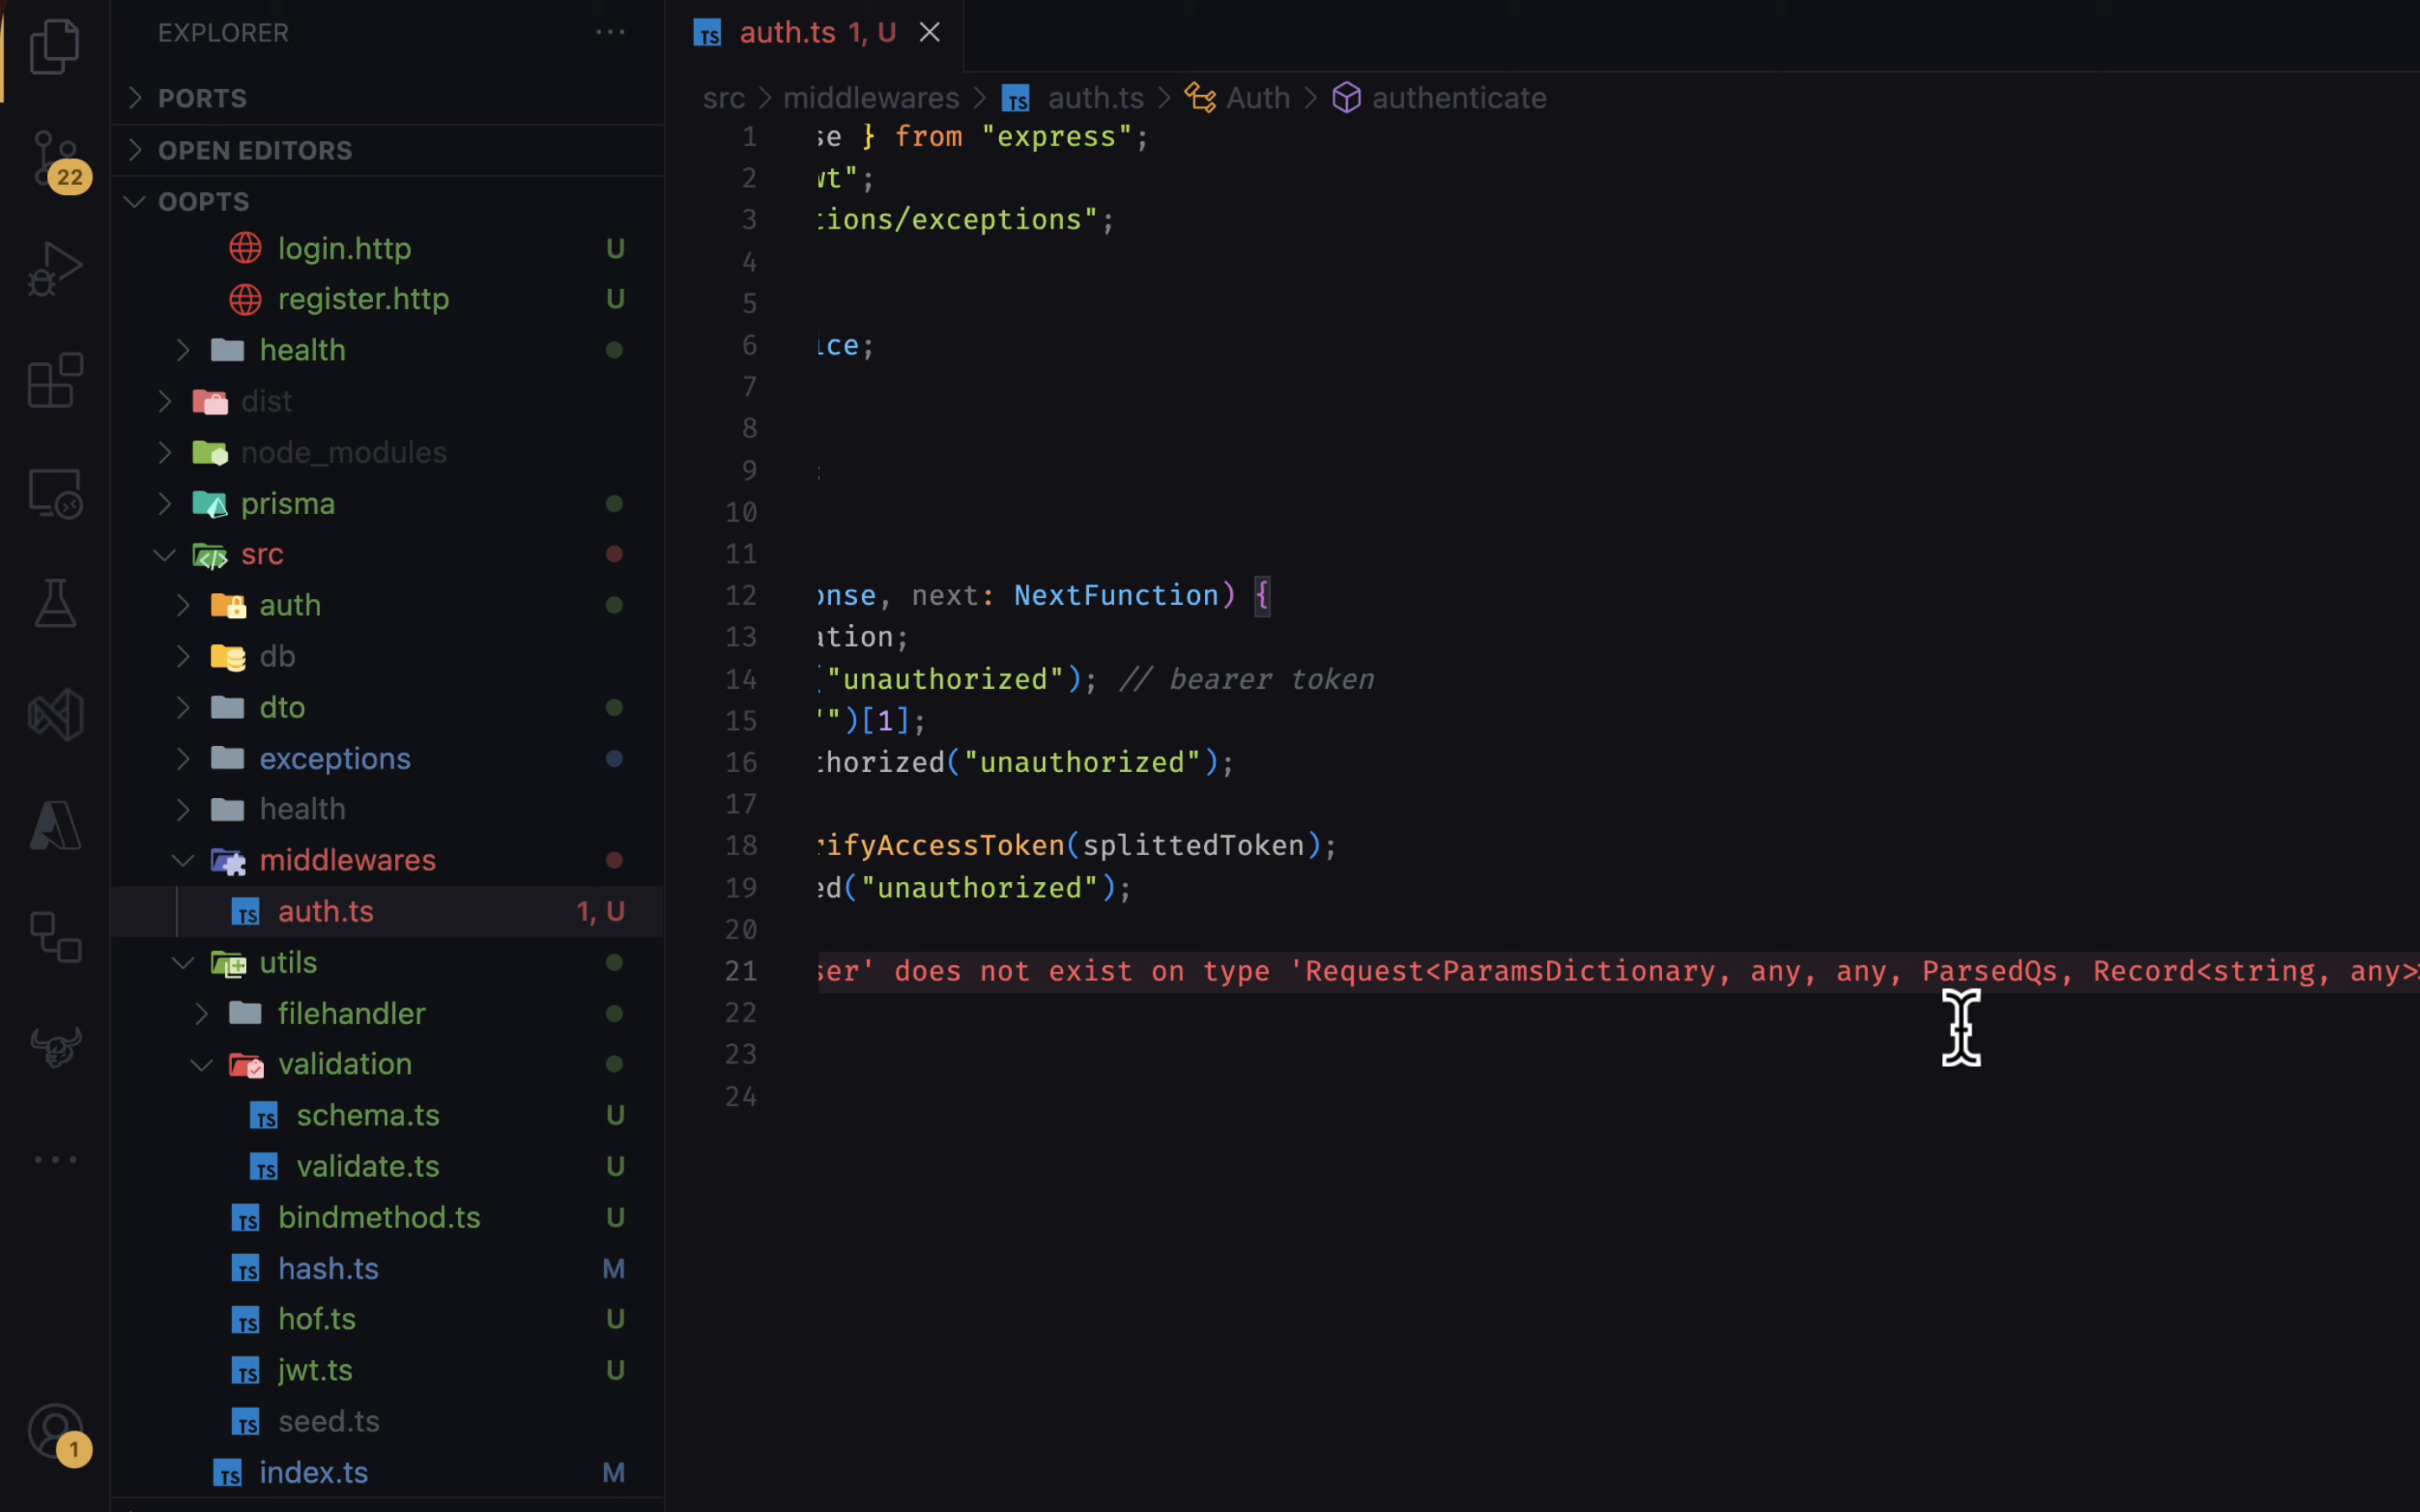 EXPLORER
PORTS
OPEN EDITORS
22
OOPTS
login.http U
register.http U
health
dist
node_modules
prisma
src
auth
db
dto
exceptions
health
middlewares
auth.ts 1, U
utils
filehandler
validation
schema.ts U
validate.ts U
bindmethod.ts U
hash.ts M
hof.ts U
jwt.ts U
seed.ts
1
index.ts M
TS auth.ts 1, U
src > middlewares > TS auth.ts > Auth > authenticate
1 se } from "express";
2 wt";
3 tions/exceptions";
4
5
6 ice;
7
8
9 ;
10
11
12 onse, next: NextFunction) {
13 ation;
14 ("unauthorized"); // bearer token
15 ")[1];
16 thorized("unauthorized");
17
18 rifyAccessToken(splittedToken);
19 ed("unauthorized");
20
21 ser' does not exist on type 'Request<ParamsDictionary, any, any, ParsedQs, Record<string, any>
22
23
24